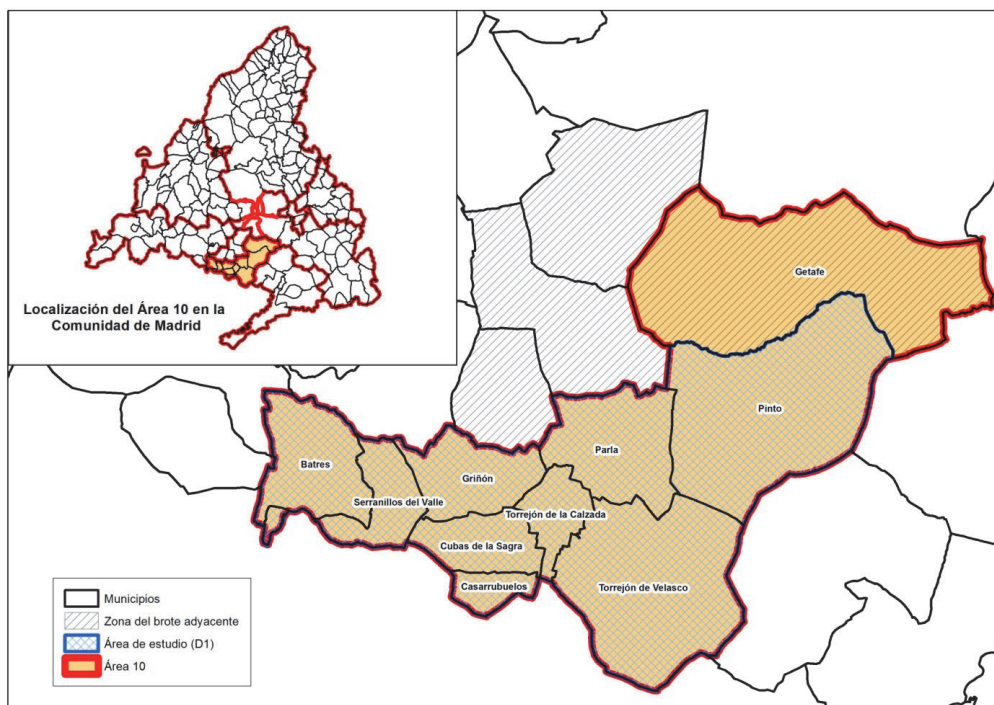 Localización del Área 10 en la
Comunidad de Madrid
Getafe
Pinto
Parla
Batres
Griñón
Serranillos del Valle
Torrejón de la Calzada
Cubas de la Sagra
Casarrubuelos
Torrejón de Velasco
Municipios
Zona del brote adyacente
Área de estudio (D1)
Área 10